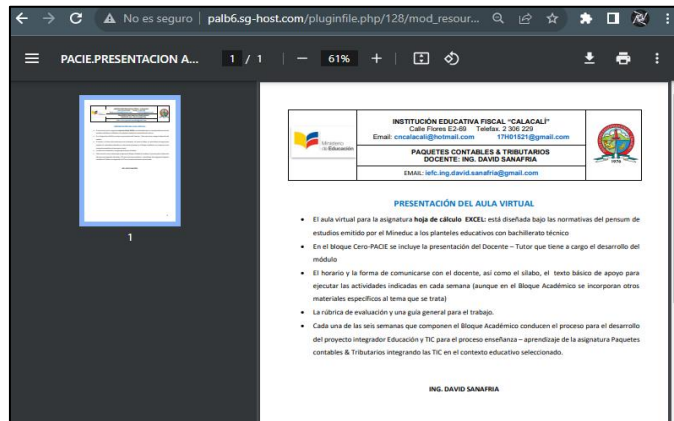 No es seguro | palb6.sg-host.com/pluginfile.php/128/mod_resour...
PACIE.PRESENTACION A... 1 / 1 61%
1
Ministerio
de Educación
INSTITUCIÓN EDUCATIVA FISCAL "CALACALÍ"
Calle Flores E2-69 Telefax. 2 306 229
Email: cncalacali@hotmail.com 17H01521@gmail.com
PAQUETES CONTABLES & TRIBUTARIOS
DOCENTE: ING. DAVID SANAFRIA
EMAIL: iefc.ing.david.sanafria@gmail.com
PRESENTACIÓN DEL AULA VIRTUAL
• El aula virtual para la asignatura hoja de cálculo EXCEL: está diseñada bajo las normativas del pensum de
estudios emitido por el Mineduc a los planteles educativos con bachillerato técnico
• En el bloque Cero-PACIE se incluye la presentación del Docente – Tutor que tiene a cargo el desarrollo del
módulo
• El horario y la forma de comunicarse con el docente, así como el sílabo, el texto básico de apoyo para
ejecutar las actividades indicadas en cada semana (aunque en el Bloque Académico se incorporan otros
materiales específicos al tema que se trata)
• La rúbrica de evaluación y una guía general para el trabajo.
• Cada una de las seis semanas que componen el Bloque Académico conducen el proceso para el desarrollo
del proyecto integrador Educación y TIC para el proceso enseñanza – aprendizaje de la asignatura Paquetes
contables & Tributarios integrando las TIC en el contexto educativo seleccionado.
ING. DAVID SANAFRIA